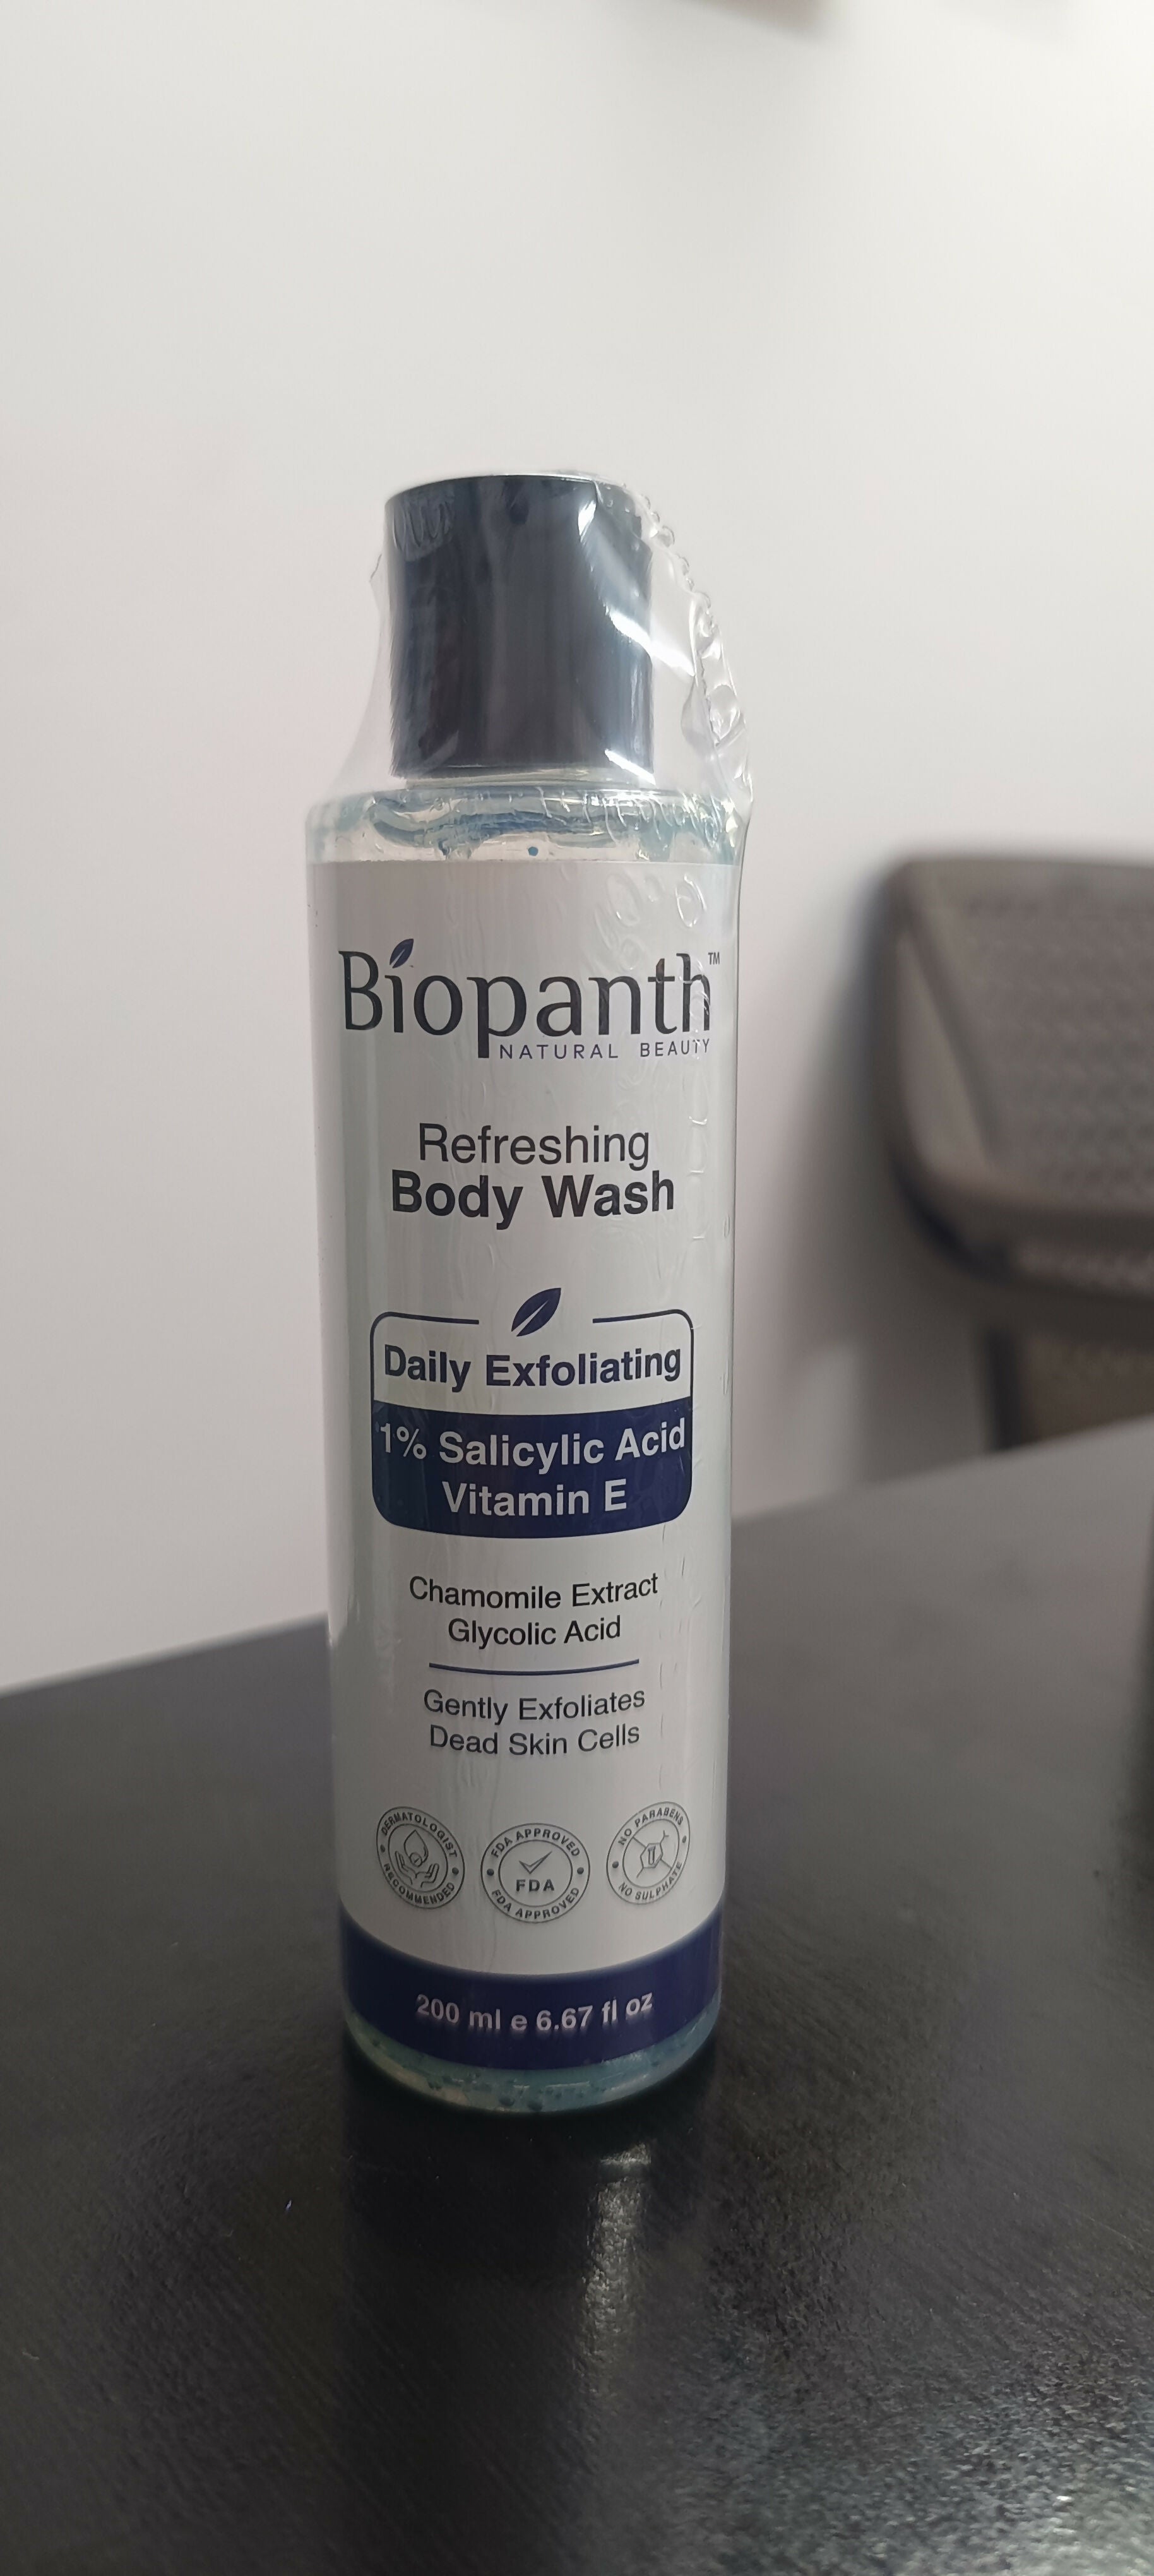 Biopanth™
NATURAL BEAUTY
Refreshing
Body Wash
Daily Exfoliating
1% Salicylic Acid
Vitamin E
Chamomile Extract
Glycolic Acid
Gently Exfoliates
Dead Skin Cells
DERMATOLOGIST
RECOMMENDED
FDA APPROVED
FDA
FDA APPROVED
NO PARABENS
NO SULPHATE
200 ml e 6.67 fl oz